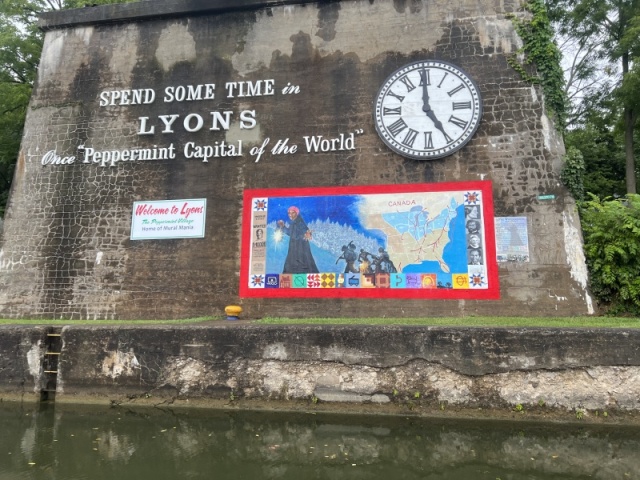 SPEND SOME TIME in
LYONS
Once "Peppermint Capital of the World"
Welcome to Lyons
The Peppermint Village
Home of Mural Mania
CANADA